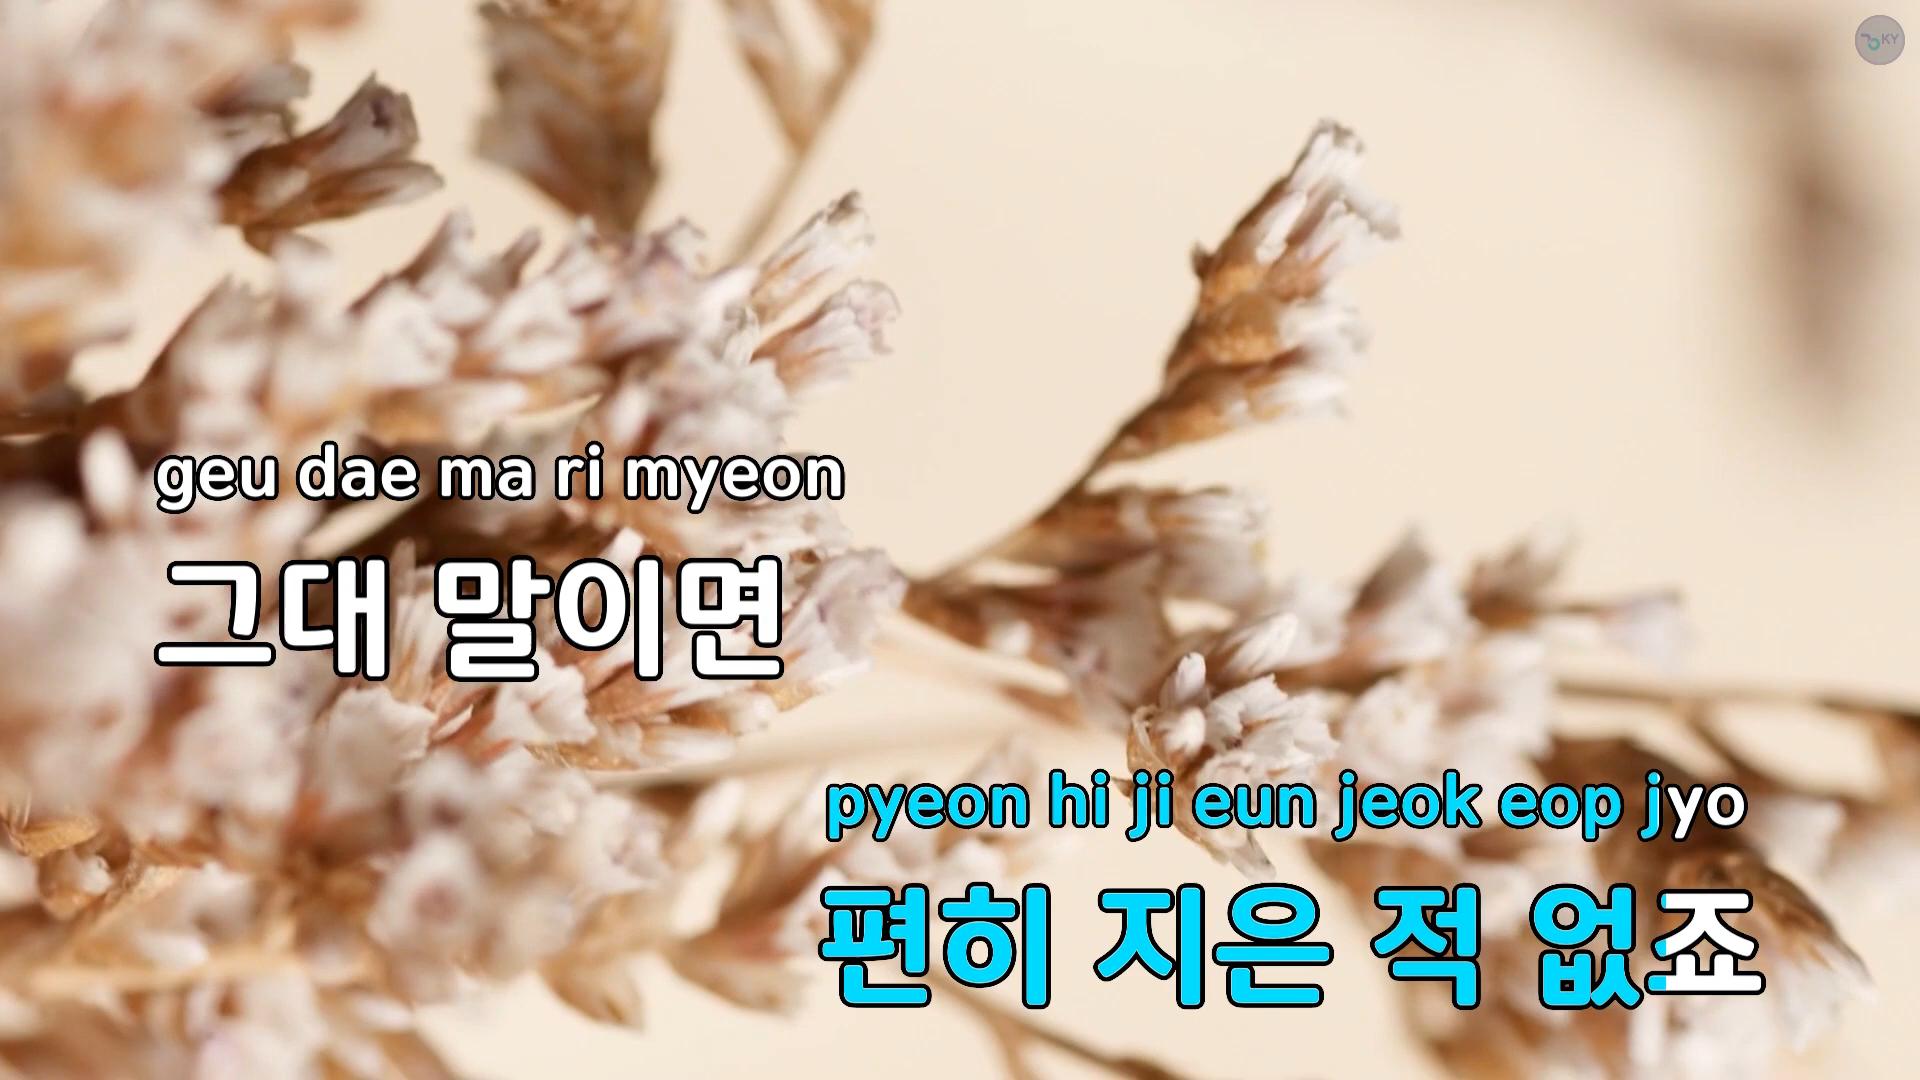 KY
geu dae ma ri myeon
그대 말이면
pyeon hi ji eun jeok eop jyo
편히 지은 적 없죠